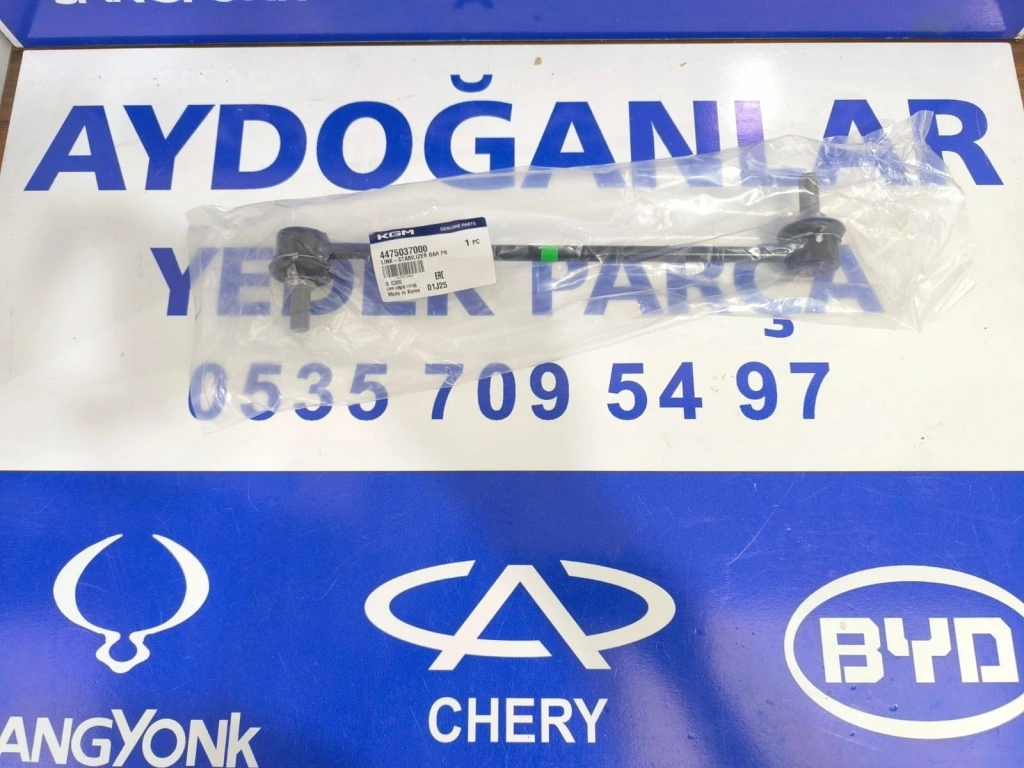 AYDOĞANLAR
YEDEK PARÇA
KGM
GENUINE PARTS
4475037000
1 PC
LINK-STABILIZER BAR FR
EAC
Made in Korea
01J25
0535 709 54 97
ANGYONK
CHERY
BYD